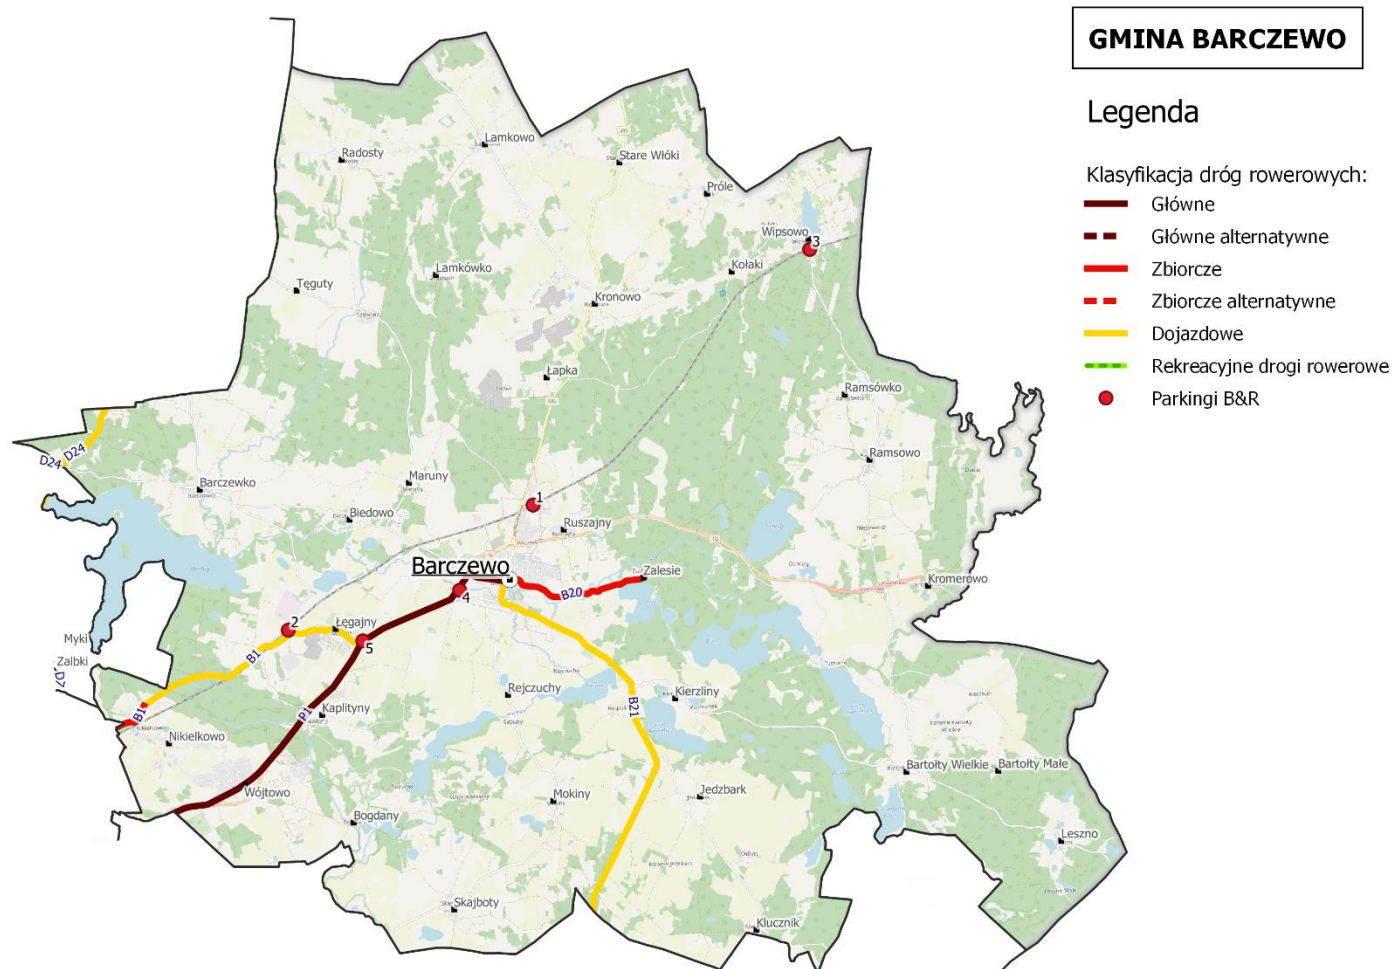 GMINA BARCZEWO
Legenda
Klasyfikacja dróg rowerowych:
Główne
Główne alternatywne
Zbiorcze
Zbiorcze alternatywne
Dojazdowe
Rekreacyjne drogi rowerowe
Parkingi B&R
Lamkowo
Radosty
Stare Włóki
Próle
Wipsowo
3
Kołaki
Lamkówko
Tęguty
Kronowo
Łapka
Ramsówko
D24
D24
Ramsowo
Maruny
Barczewko
1
Biedowo
Ruszajny
Barczewo
Zalesie
4
B20
Kromerowo
2
Łęgajny
5
Myki
B1
Zalbki
D7
Rejczuchy
Kierzliny
B21
B1
P1
Kaplityny
Nikielkowo
Bartołty Wielkie
Bartołty Małe
Wójtowo
Mokiny
Jedzbark
Bogdany
Leszno
Skajboty
Klucznik